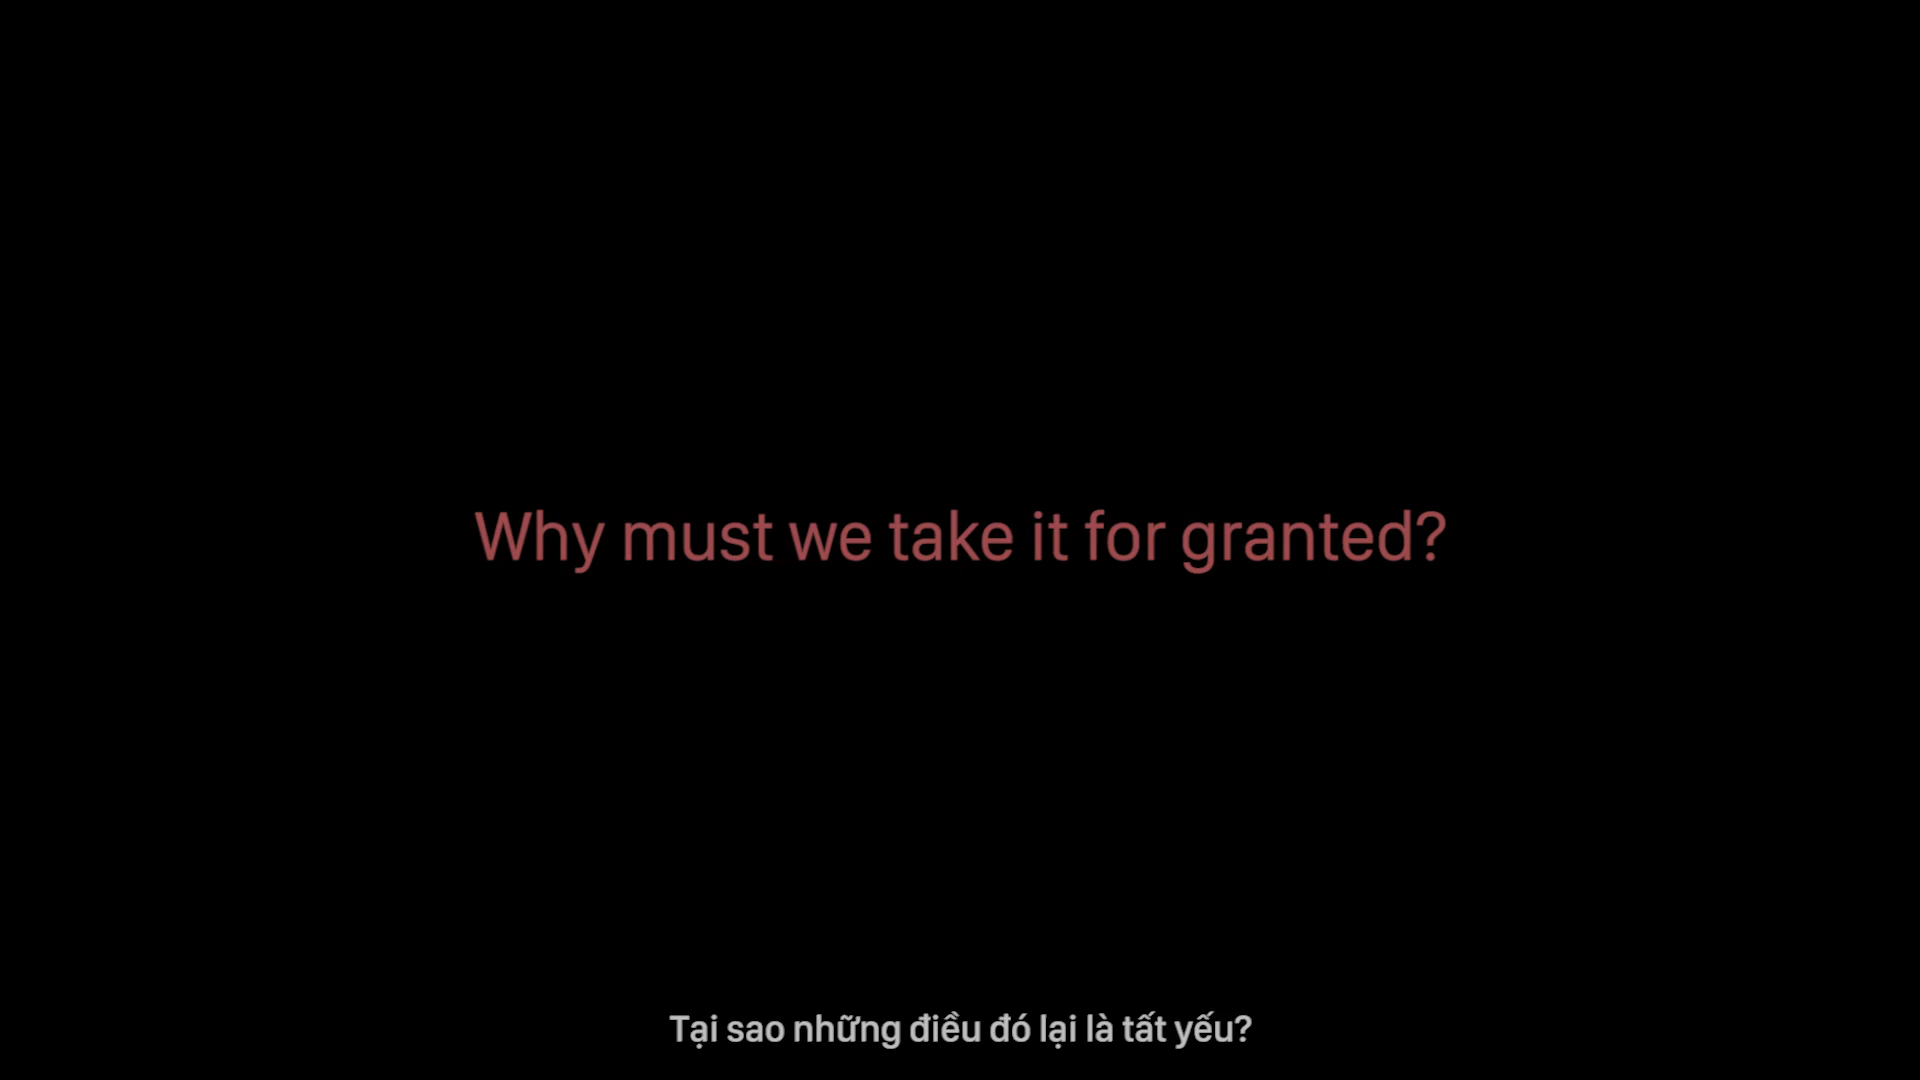 Why must we take it for granted?
Tại sao những điều đó lại là tất yếu?